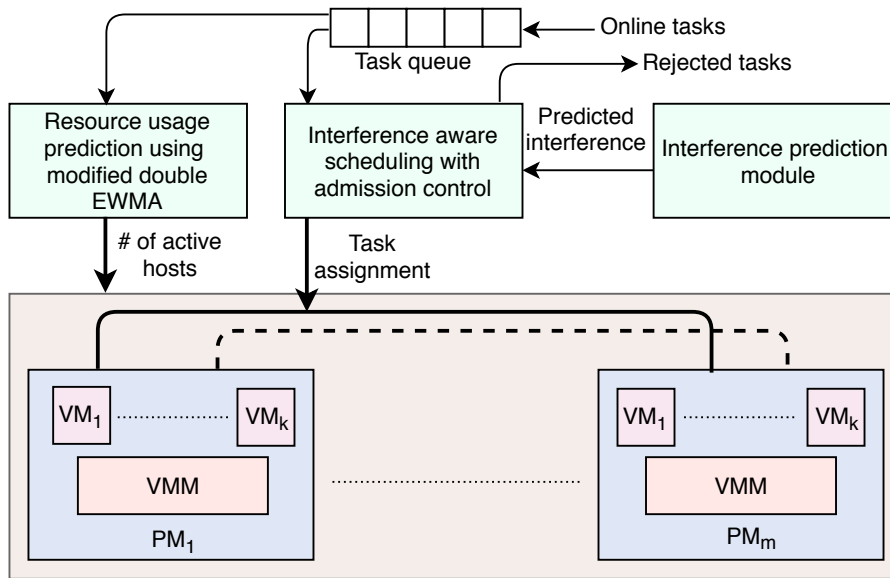 Online tasks
Task queue
Rejected tasks
Resource usage
prediction using
modified double
EWMA
Interference aware
scheduling with
admission control
Predicted
interference
Interference prediction
module
# of active
hosts
Task
assignment
VM₁
VMₖ
VMM
PM₁
VM₁
VMₖ
VMM
PMₘ